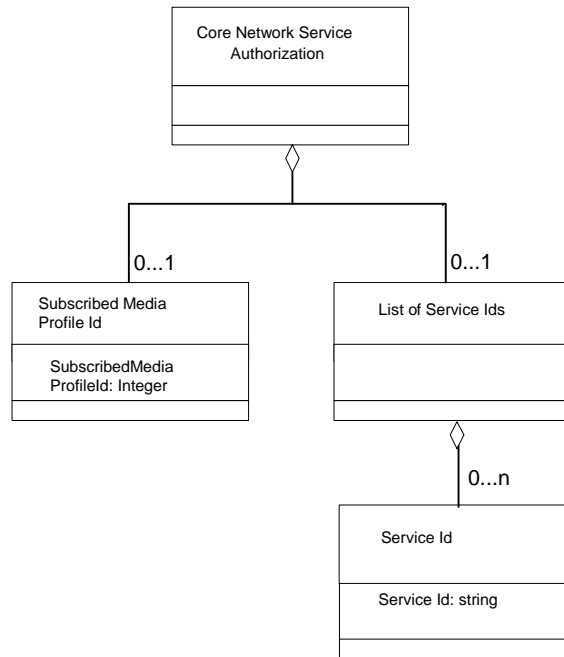 Core Network Service
Authorization
0...1
0...1
Subscribed Media
Profile Id
List of Service Ids
SubscribedMedia
ProfileId: Integer
0...n
Service Id
Service Id: string